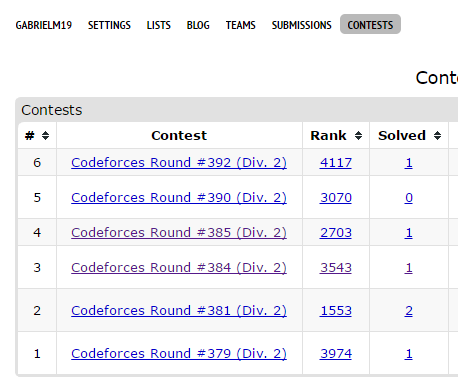 GABRIELM19 SETTINGS LISTS BLOG TEAMS SUBMISSIONS CONTESTS
Cont
Contests
# Contest Rank Solved
6 Codeforces Round #392 (Div. 2) 4117 1
5 Codeforces Round #390 (Div. 2) 3070 0
4 Codeforces Round #385 (Div. 2) 2703 1
3 Codeforces Round #384 (Div. 2) 3543 1
2 Codeforces Round #381 (Div. 2) 1553 2
1 Codeforces Round #379 (Div. 2) 3974 1